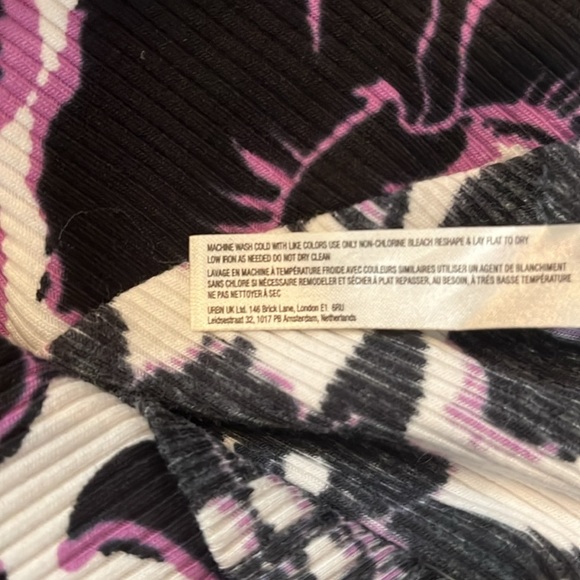 MACHINE WASH COLD WITH LIKE COLORS USE ONLY NON-CHLORINE BLEACH RESHAPE & LAY FLAT TO DRY
LOW IRON AS NEEDED DO NOT DRY CLEAN
LAVAGE EN MACHINE À TEMPÉRATURE FROIDE AVEC COULEURS SIMILAIRES UTILISER UN AGENT DE BLANCHIMENT
SANS CHLORE SI NÉCESSAIRE REMODELER ET SÉCHER À PLAT REPASSER, AU BESOIN, À TRÈS BASSE TEMPÉRATURE
NE PAS NETTOYER À SEC
URBN UK Ltd. 146 Brick Lane, London E1 6RU
Leidsestraat 32, 1017 PB Amsterdam, Netherlands